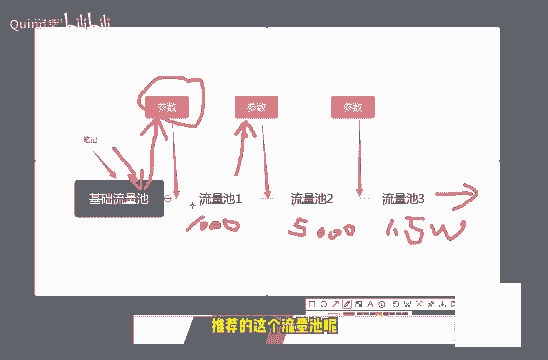 参数 参数 参数
笔记
基础流量池 流量池1 流量池2 流量池3
1000 5000 1.5W
推荐的这个流量池呢